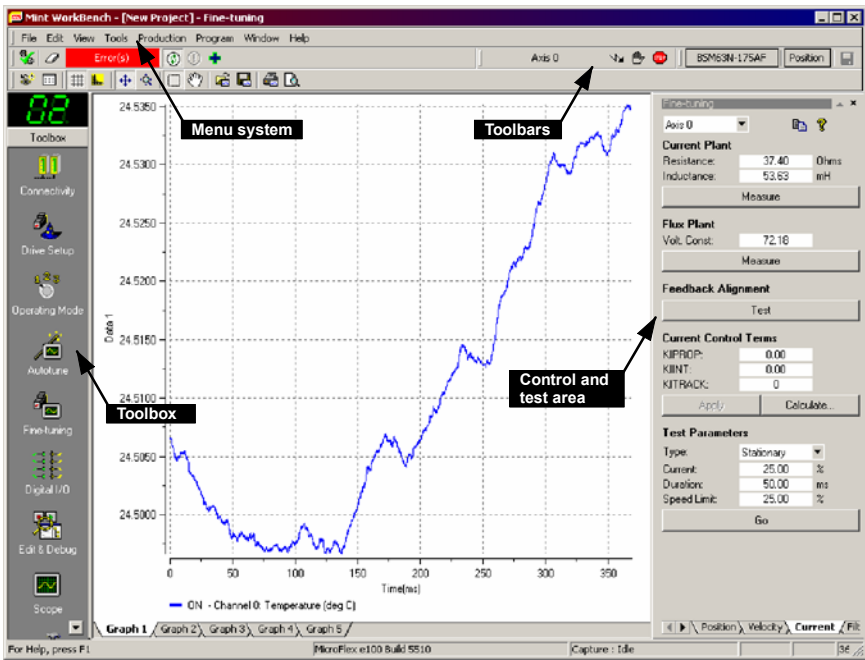 Mint WorkBench - [New Project] - Fine-tuning
File Edit View Tools Production Program Window Help
Error(s) Axis 0 STOP BSM63N-175AF Position
02
Toolbox
Connectivity
Drive Setup
Operating Mode
Autotune
Fine-tuning
Digital I/O
Edit & Debug
Scope
Menu system
Toolbars
Toolbox
Control and
test area
24.5350
24.5300
24.5250
24.5200
24.5150
24.5100
24.5050
24.5000
Data 1
0 50 100 150 200 250 300 350
Time(ms)
ON - Channel 0: Temperature (deg C)
Graph 1 Graph 2 Graph 3 Graph 4 Graph 5
Fine-tuning
Axis 0
Current Plant
Resistance: 37.40 Ohms
Inductance: 53.63 mH
Measure
Flux Plant
Volt. Const: 72.18
Measure
Feedback Alignment
Test
Current Control Terms
KIPROP: 0.00
KIINT: 0.00
KITRACK: 0
Apply Calculate...
Test Parameters
Type: Stationary
Current: 25.00 %
Duration: 50.00 ms
Speed Limit: 25.00 %
Go
Position Velocity Current Filt
For Help, press F1 MicroFlex e100 Build 5510 Capture : Idle 36